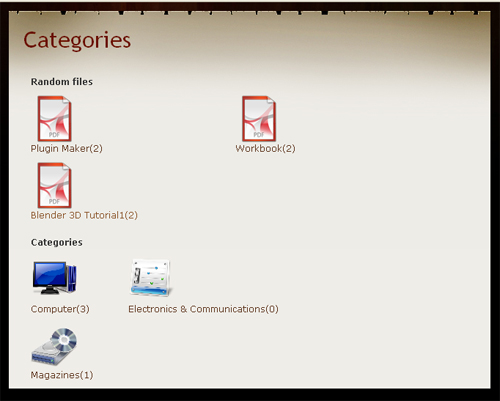 Categories
Random files
PDF
PDF
Plugin Maker(2)
Workbook(2)
PDF
Blender 3D Tutorial1(2)
Categories
Computer(3)
Electronics & Communications(0)
Magazines(1)